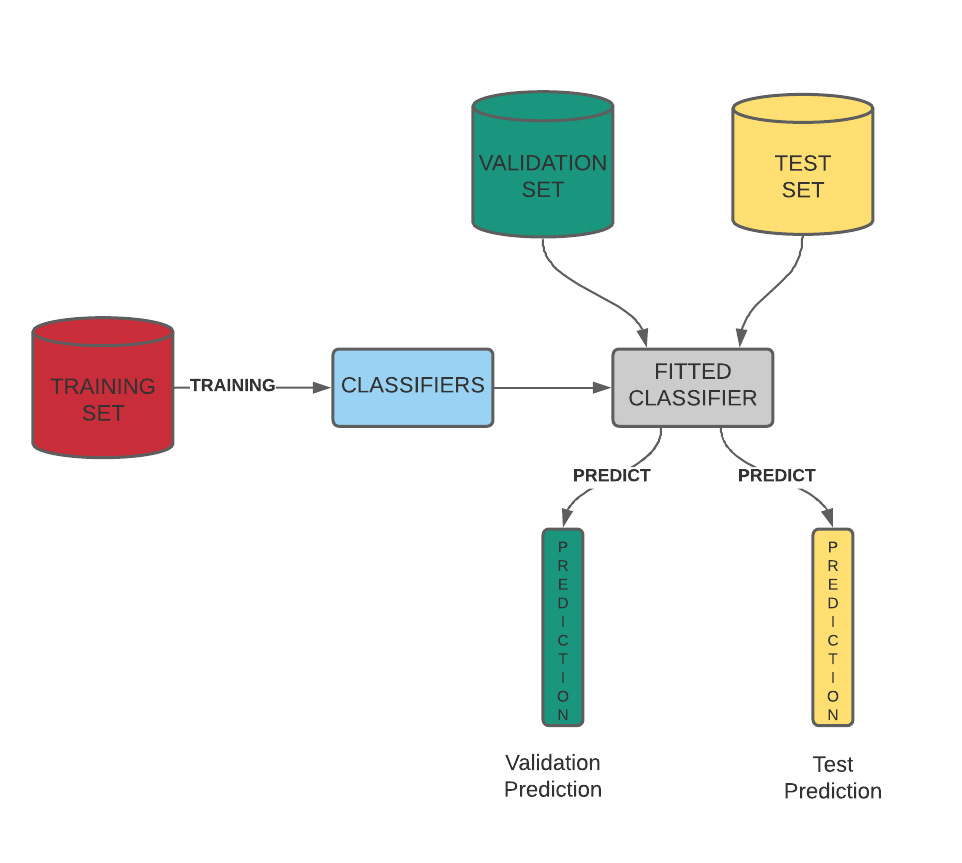 VALIDATION
SET
TEST
SET
TRAINING
SET
TRAINING
CLASSIFIERS
FITTED
CLASSIFIER
PREDICT
PREDICT
PREDICTION
PREDICTION
Validation
Prediction
Test
Prediction